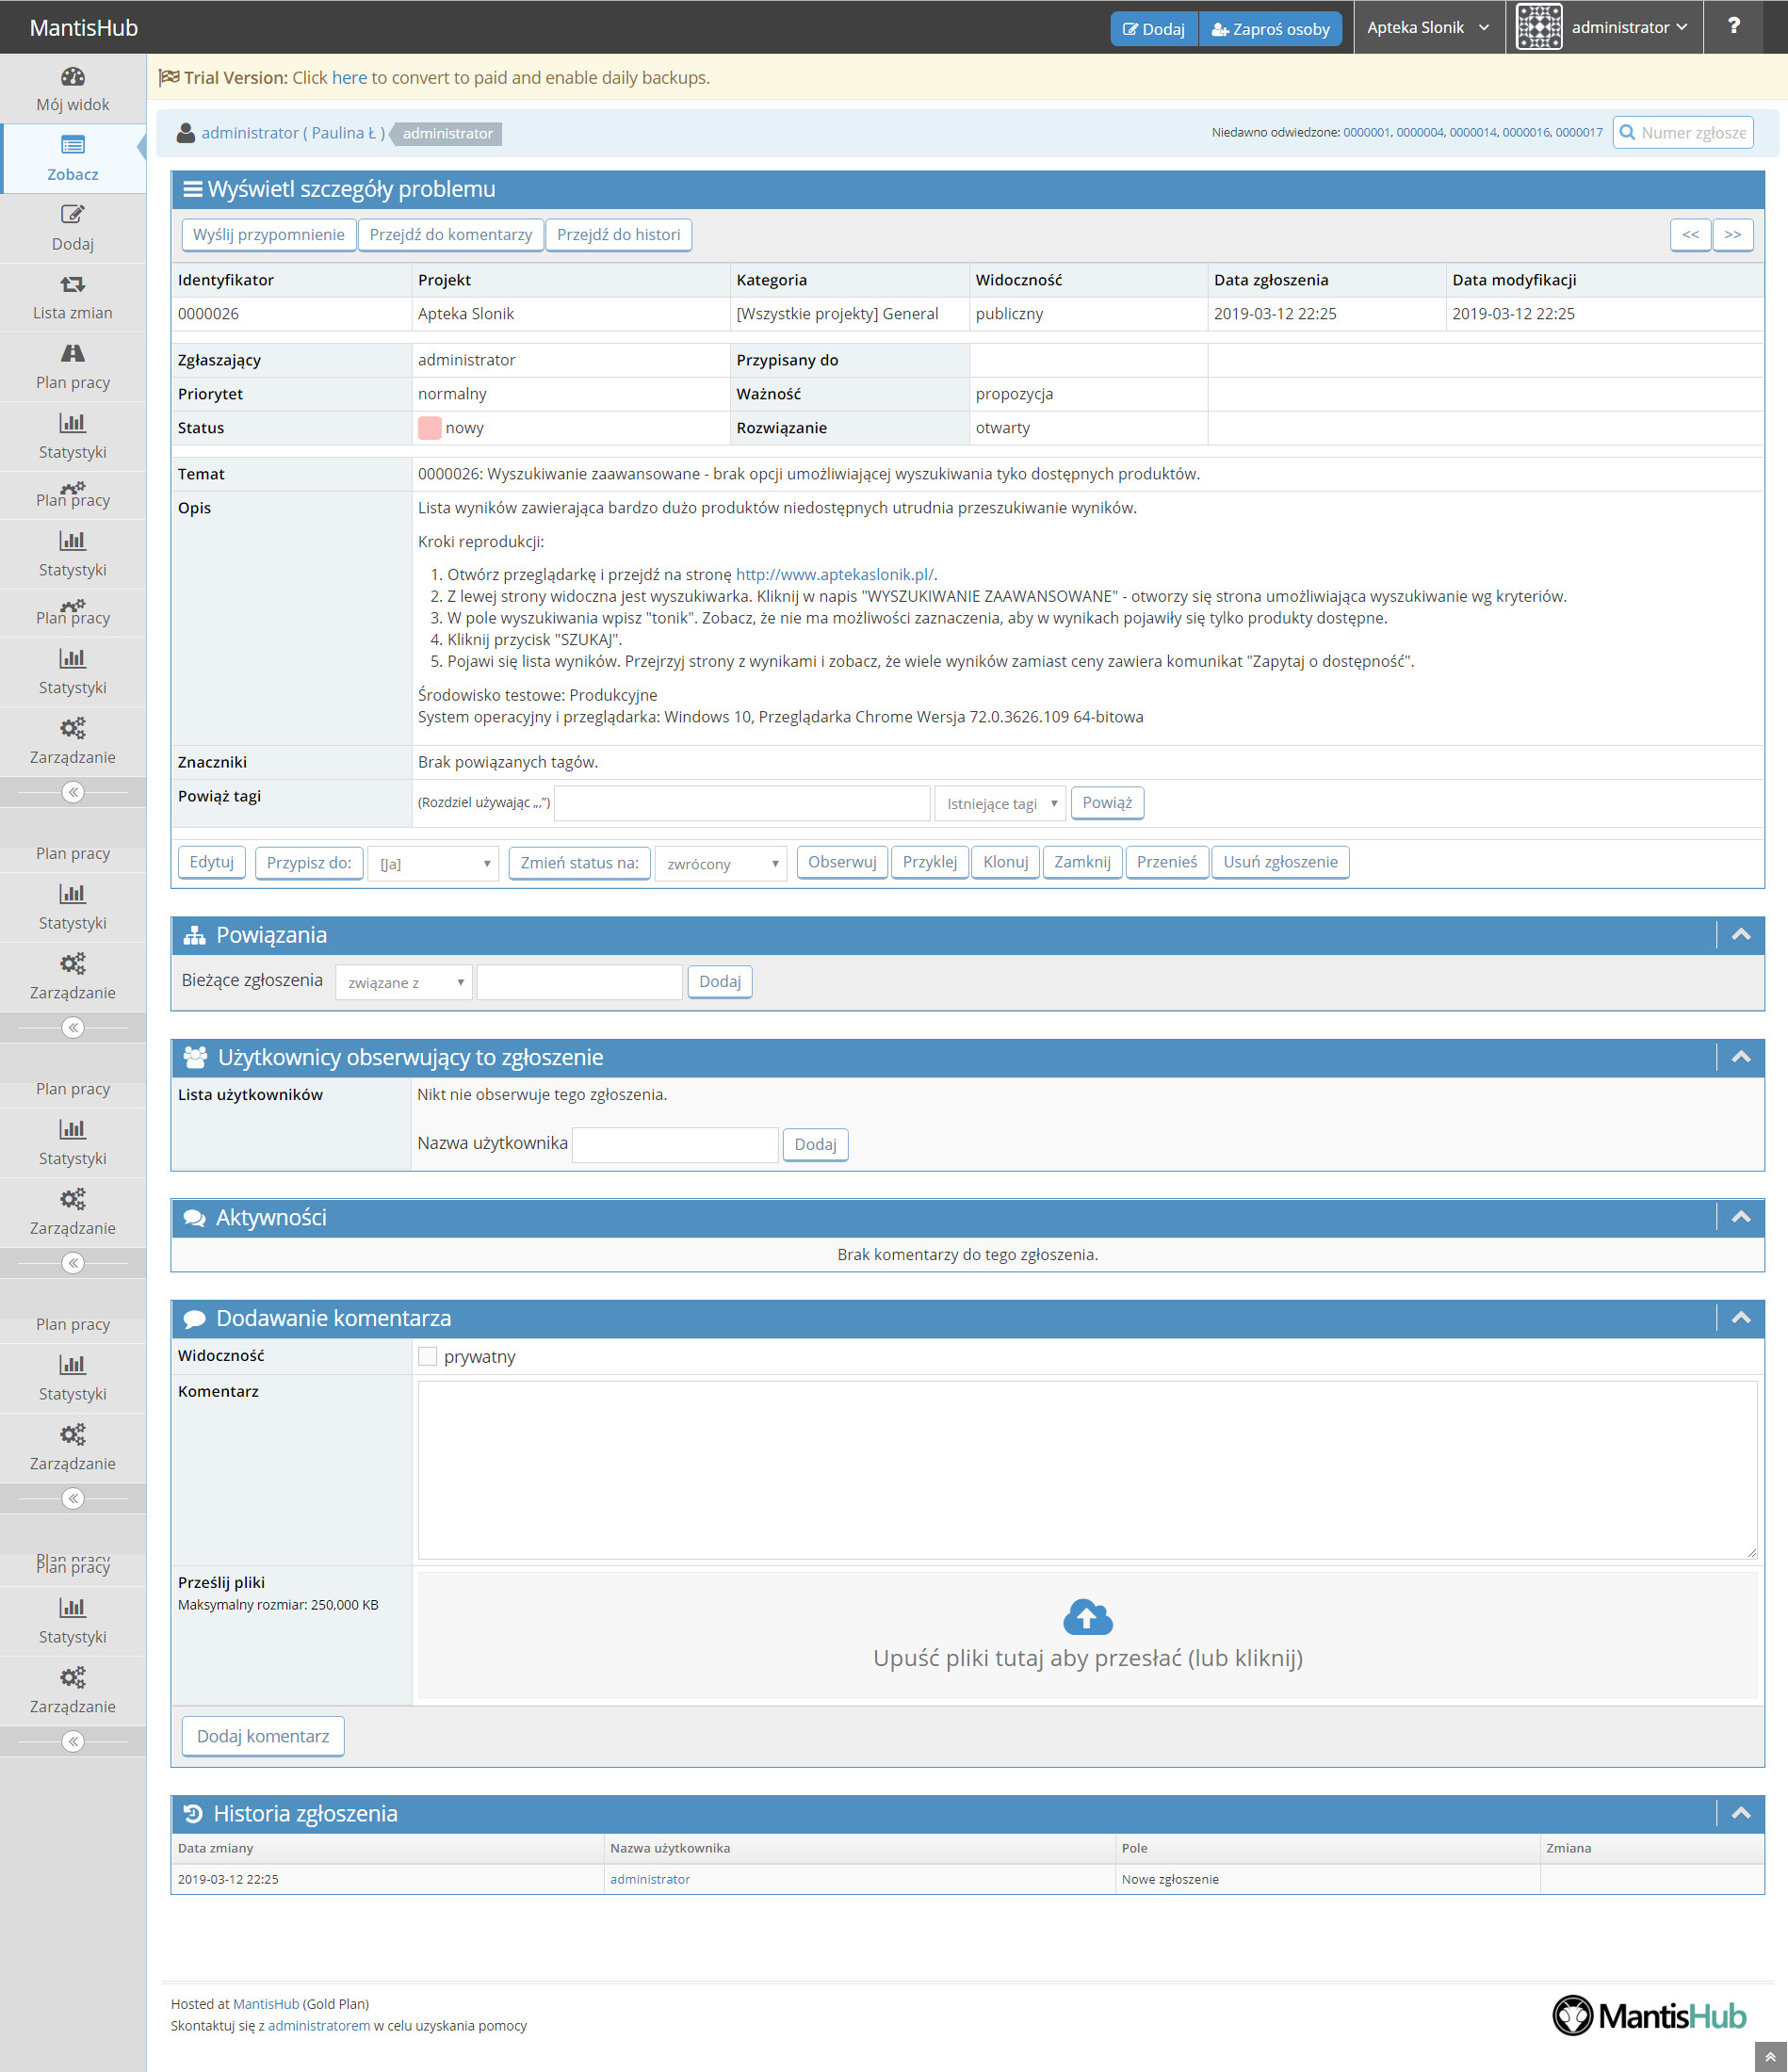 MantisHub
Dodaj
Zaproś osoby
Apteka Slonik
administrator
?
Trial Version: Click here to convert to paid and enable daily backups.
administrator ( Paulina Ł )
administrator
Niedawno odwiedzone: 0000001, 0000004, 0000014, 0000016, 0000017
Numer zgłosze
Mój widok
Zobacz
Dodaj
Lista zmian
Plan pracy
Statystyki
Plan pracy
Statystyki
Plan pracy
Statystyki
Zarządzanie
Plan pracy
Statystyki
Zarządzanie
Plan pracy
Statystyki
Zarządzanie
Plan pracy
Statystyki
Zarządzanie
Plan pracy
Plan pracy
Statystyki
Zarządzanie
Wyświetl szczegóły problemu
Wyślij przypomnienie
Przejdź do komentarzy
Przejdź do histori
<<
>>
Identyfikator Projekt Kategoria Widoczność Data zgłoszenia Data modyfikacji
0000026 Apteka Slonik [Wszystkie projekty] General publiczny 2019-03-12 22:25 2019-03-12 22:25
Zgłaszający administrator Przypisany do
Priorytet normalny Ważność propozycja
Status nowy Rozwiązanie otwarty
Temat 0000026: Wyszukiwanie zaawansowane - brak opcji umożliwiającej wyszukiwania tyko dostępnych produktów.
Opis Lista wyników zawierająca bardzo dużo produktów niedostępnych utrudnia przeszukiwanie wyników.
Kroki reprodukcji:
1. Otwórz przeglądarkę i przejdź na stronę http://www.aptekaslonik.pl/.
2. Z lewej strony widoczna jest wyszukiwarka. Kliknij w napis "WYSZUKIWANIE ZAAWANSOWANE" - otworzy się strona umożliwiająca wyszukiwanie wg kryteriów.
3. W pole wyszukiwania wpisz "tonik". Zobacz, że nie ma możliwości zaznaczenia, aby w wynikach pojawiły się tylko produkty dostępne.
4. Kliknij przycisk "SZUKAJ".
5. Pojawi się lista wyników. Przejrzyj strony z wynikami i zobacz, że wiele wyników zamiast ceny zawiera komunikat "Zapytaj o dostępność".
Środowisko testowe: Produkcyjne
System operacyjny i przeglądarka: Windows 10, Przeglądarka Chrome Wersja 72.0.3626.109 64-bitowa
Znaczniki Brak powiązanych tagów.
Powiąż tagi (Rozdziel używając „,”) Istniejące tagi Powiąż
Edytuj Przypisz do: [Ja] Zmień status na: zwrócony Obserwuj Przyklej Klonuj Zamknij Przenieś Usuń zgłoszenie
Powiązania
Bieżące zgłoszenia związane z Dodaj
Użytkownicy obserwujący to zgłoszenie
Lista użytkowników Nikt nie obserwuje tego zgłoszenia.
Nazwa użytkownika Dodaj
Aktywności
Brak komentarzy do tego zgłoszenia.
Dodawanie komentarza
Widoczność prywatny
Komentarz
Prześlij pliki
Maksymalny rozmiar: 250,000 KB
Upuść pliki tutaj aby przesłać (lub kliknij)
Dodaj komentarz
Historia zgłoszenia
Data zmiany Nazwa użytkownika Pole Zmiana
2019-03-12 22:25 administrator Nowe zgłoszenie
Hosted at MantisHub (Gold Plan)
Skontaktuj się z administratorem w celu uzyskania pomocy
MantisHub